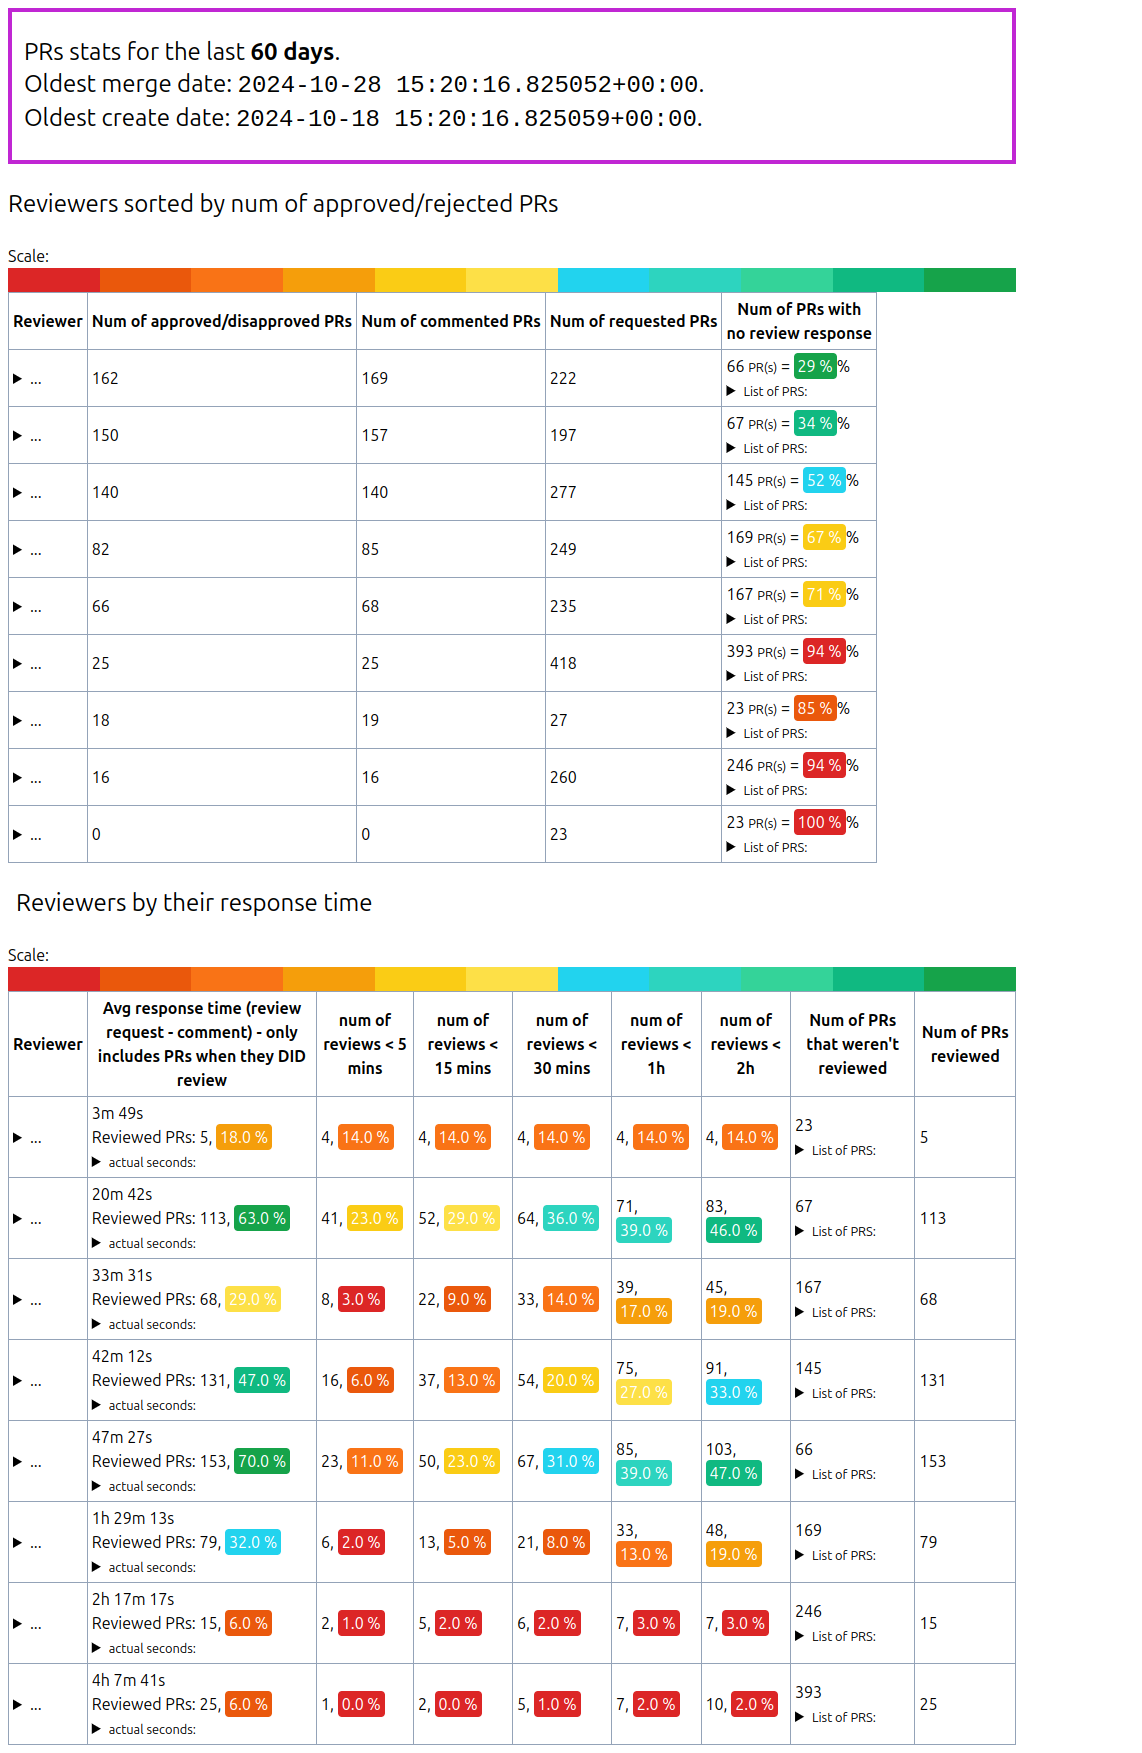 PRs stats for the last 60 days.
Oldest merge date: 2024-10-28 15:20:16.825052+00:00.
Oldest create date: 2024-10-18 15:20:16.825059+00:00.
Reviewers sorted by num of approved/rejected PRs
Scale:
Reviewer Num of approved/disapproved PRs Num of commented PRs Num of requested PRs Num of PRs with
no review response
... 162 169 222 66 PR(s) = 29 % %
List of PRS:
... 150 157 197 67 PR(s) = 34 % %
List of PRS:
... 140 140 277 145 PR(s) = 52 % %
List of PRS:
... 82 85 249 169 PR(s) = 67 % %
List of PRS:
... 66 68 235 167 PR(s) = 71 % %
List of PRS:
... 25 25 418 393 PR(s) = 94 % %
List of PRS:
... 18 19 27 23 PR(s) = 85 % %
List of PRS:
... 16 16 260 246 PR(s) = 94 % %
List of PRS:
... 0 0 23 23 PR(s) = 100 % %
List of PRS:
Reviewers by their response time
Scale:
Reviewer
Avg response time (review
request - comment) - only
includes PRs when they DID
review
num of
reviews < 5
mins
num of
reviews <
15 mins
num of
reviews <
30 mins
num of
reviews <
1h
num of
reviews <
2h
Num of PRs
that weren't
reviewed
Num of PRs
reviewed
...
3m 49s
Reviewed PRs: 5, 18.0 %
actual seconds:
4, 14.0 %
4, 14.0 %
4, 14.0 %
4, 14.0 %
4, 14.0 %
23
List of PRS:
5
...
20m 42s
Reviewed PRs: 113, 63.0 %
actual seconds:
41, 23.0 %
52, 29.0 %
64, 36.0 %
71,
39.0 %
83,
46.0 %
67
List of PRS:
113
...
33m 31s
Reviewed PRs: 68, 29.0 %
actual seconds:
8, 3.0 %
22, 9.0 %
33, 14.0 %
39,
17.0 %
45,
19.0 %
167
List of PRS:
68
...
42m 12s
Reviewed PRs: 131, 47.0 %
actual seconds:
16, 6.0 %
37, 13.0 %
54, 20.0 %
75,
27.0 %
91,
33.0 %
145
List of PRS:
131
...
47m 27s
Reviewed PRs: 153, 70.0 %
actual seconds:
23, 11.0 %
50, 23.0 %
67, 31.0 %
85,
39.0 %
103,
47.0 %
66
List of PRS:
153
...
1h 29m 13s
Reviewed PRs: 79, 32.0 %
actual seconds:
6, 2.0 %
13, 5.0 %
21, 8.0 %
33,
13.0 %
48,
19.0 %
169
List of PRS:
79
...
2h 17m 17s
Reviewed PRs: 15, 6.0 %
actual seconds:
2, 1.0 %
5, 2.0 %
6, 2.0 %
7, 3.0 %
7, 3.0 %
246
List of PRS:
15
...
4h 7m 41s
Reviewed PRs: 25, 6.0 %
actual seconds:
1, 0.0 %
2, 0.0 %
5, 1.0 %
7, 2.0 %
10, 2.0 %
393
List of PRS:
25